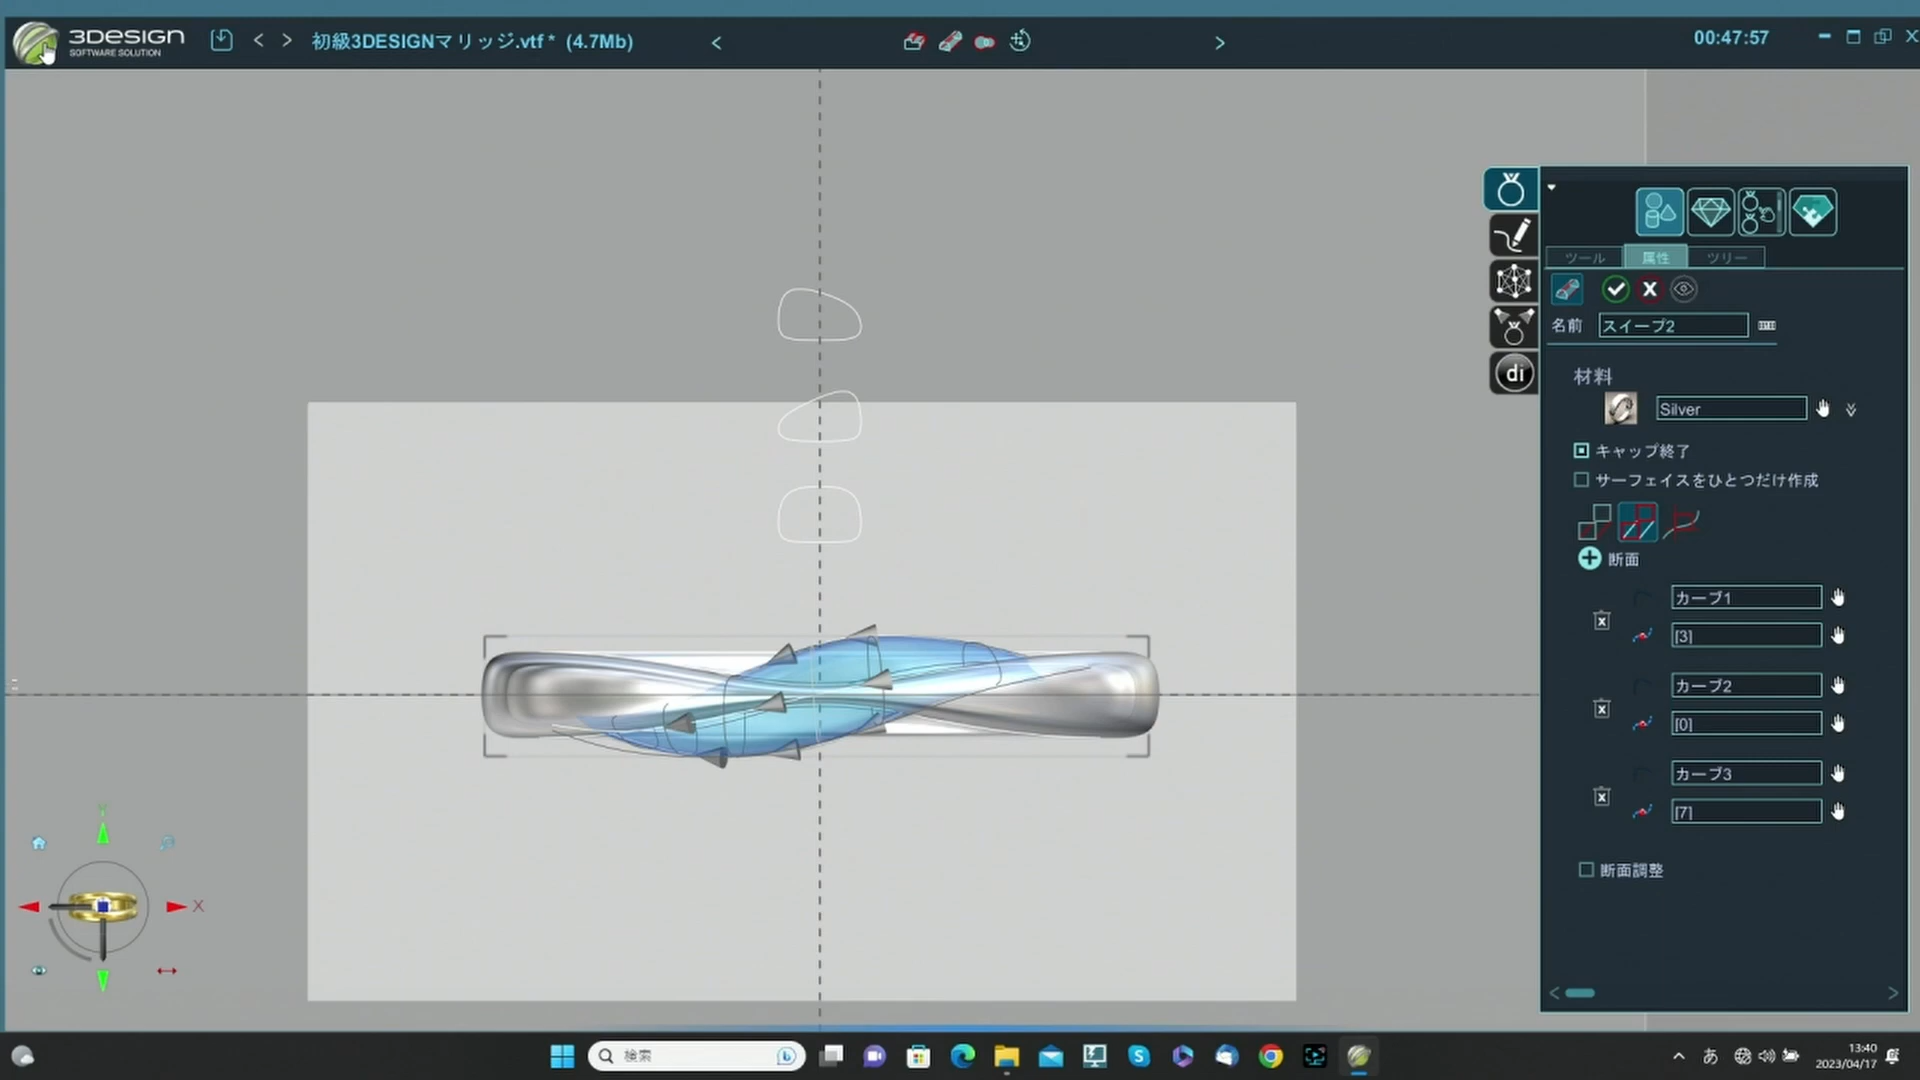 3DESIGN
SOFTWARE SOLUTION
初級3DESIGNマリッジ.vtf * (4.7Mb)
00:47:57
ツール 属性 ツリー
名前 スイープ2
材料
Silver
キャップ終了
サーフェイスをひとつだけ作成
断面
カーブ1
[3]
カーブ2
[0]
カーブ3
[7]
断面調整
di
Y
X
検索
あ
13:40
2023/04/17